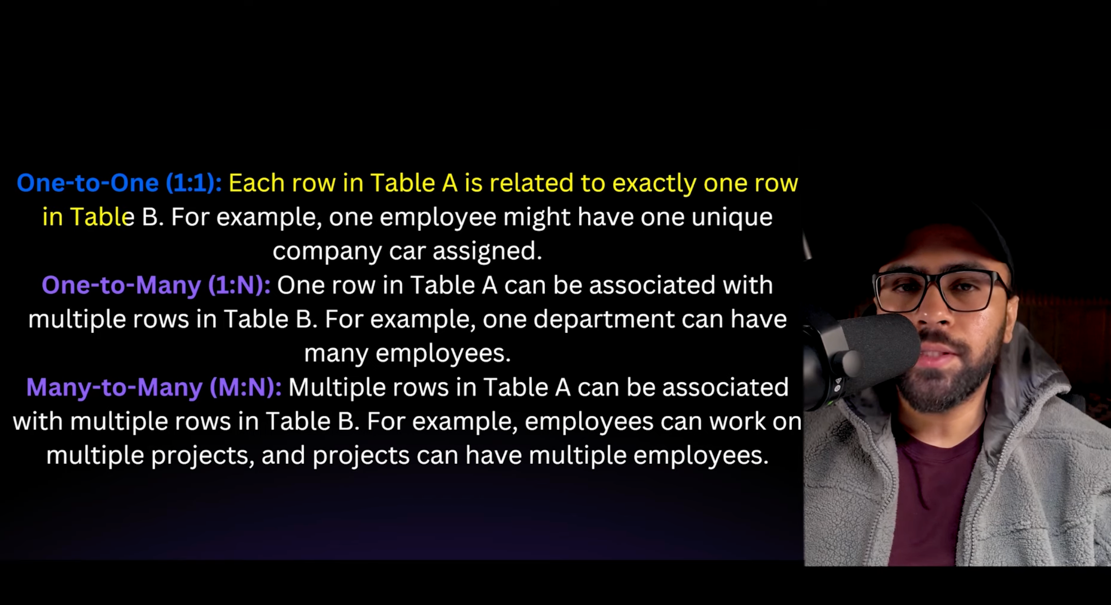 One-to-One (1:1): Each row in Table A is related to exactly one row
in Table B. For example, one employee might have one unique
company car assigned.
One-to-Many (1:N): One row in Table A can be associated with
multiple rows in Table B. For example, one department can have
many employees.
Many-to-Many (M:N): Multiple rows in Table A can be associated
with multiple rows in Table B. For example, employees can work on
multiple projects, and projects can have multiple employees.